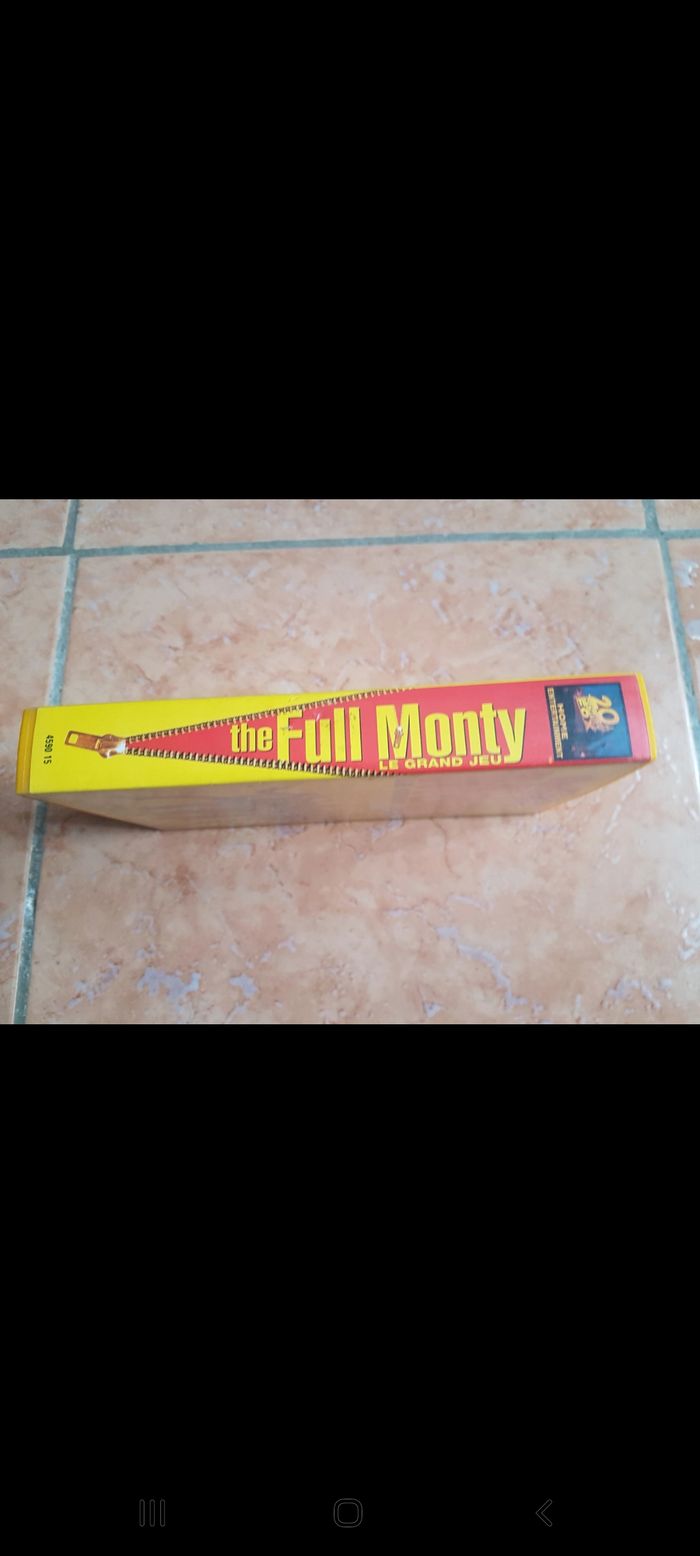 4590 15
the Full Monty
LE GRAND JEU
20
HOME
ENTERTAINMENT